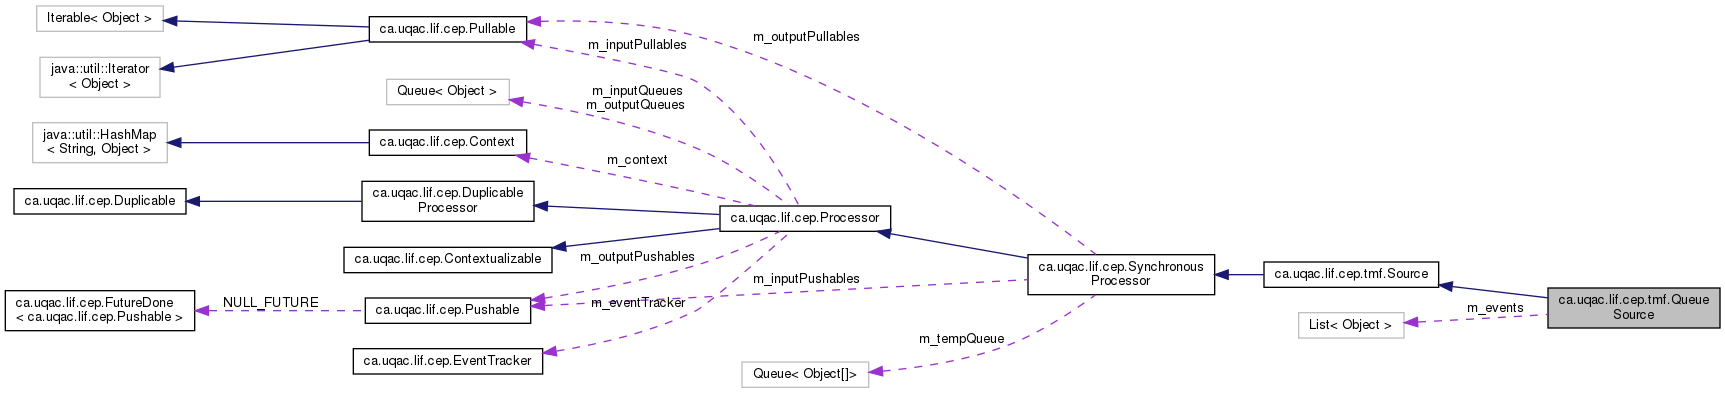 Iterable< Object >
ca.uqac.lif.cep.Pullable
m_outputPullables
m_inputPullables
java::util::Iterator
< Object >
Queue< Object >
m_inputQueues
m_outputQueues
java::util::HashMap
< String, Object >
ca.uqac.lif.cep.Context
m_context
ca.uqac.lif.cep.Duplicable
ca.uqac.lif.cep.Duplicable
Processor
ca.uqac.lif.cep.Processor
ca.uqac.lif.cep.Contextualizable
m_outputPushables
m_inputPushables
ca.uqac.lif.cep.Synchronous
Processor
ca.uqac.lif.cep.tmf.Source
ca.uqac.lif.cep.tmf.Queue
Source
ca.uqac.lif.cep.FutureDone
< ca.uqac.lif.cep.Pushable >
NULL_FUTURE
ca.uqac.lif.cep.Pushable
m_eventTracker
m_events
List< Object >
m_tempQueue
ca.uqac.lif.cep.EventTracker
Queue< Object[]>